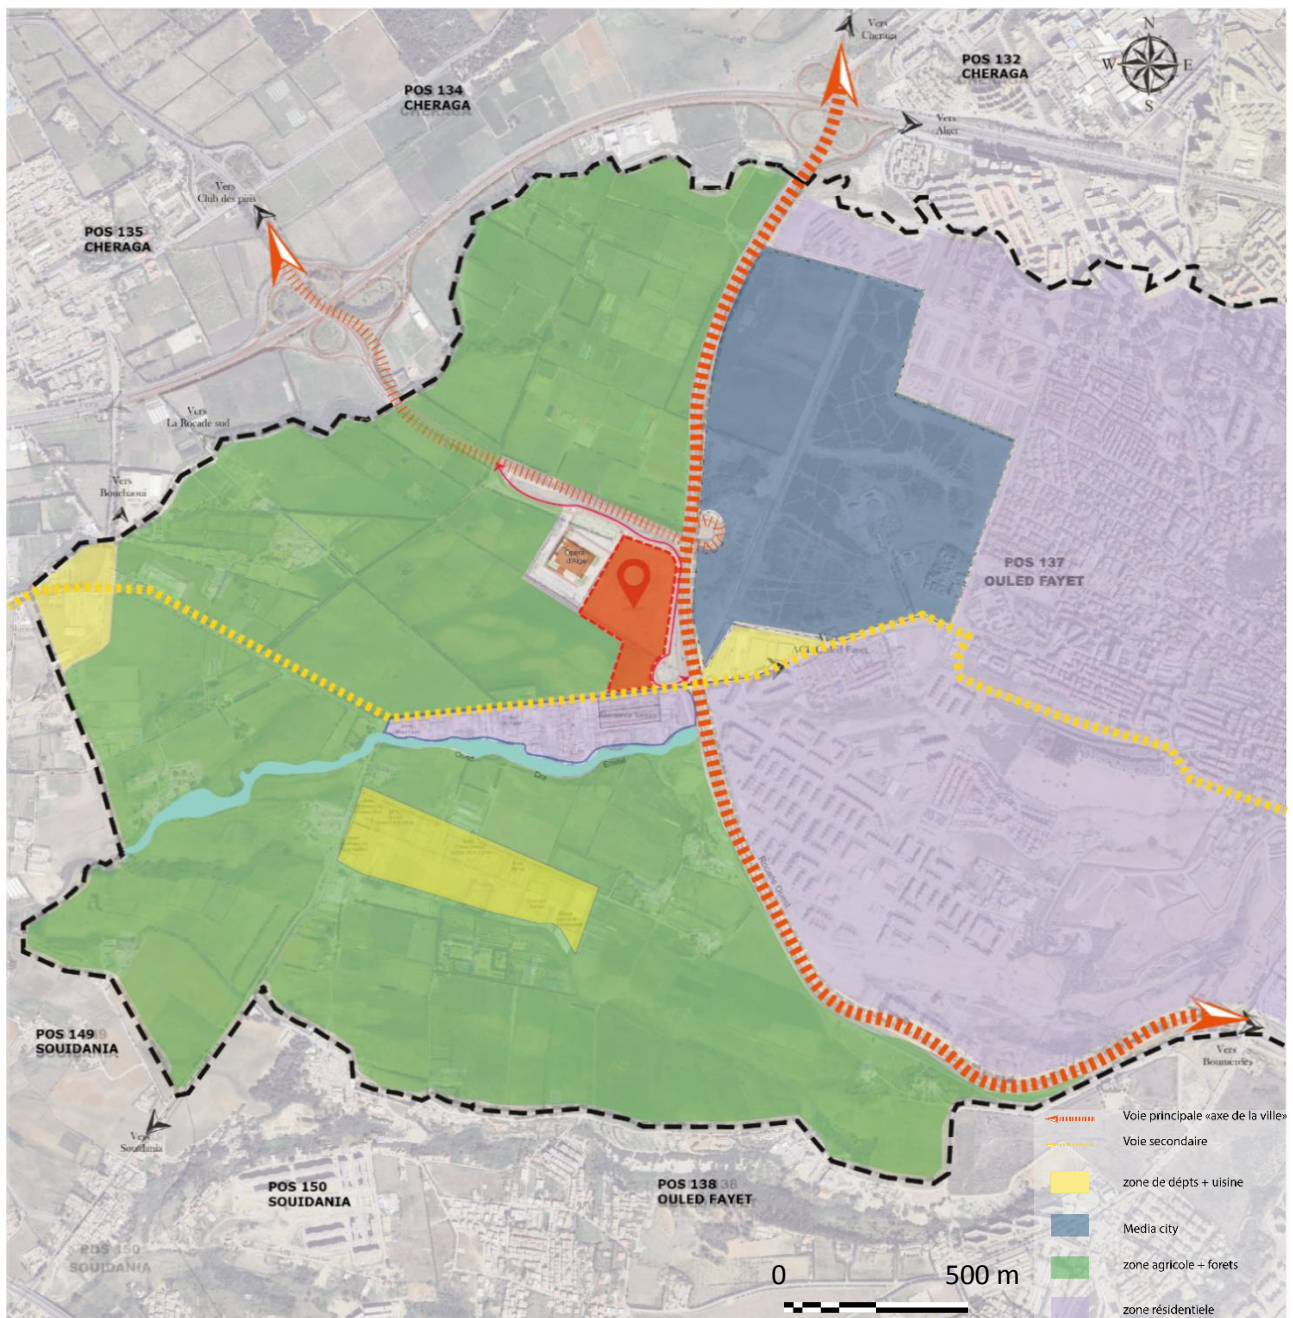 N
W E
S
Vers
Cheraga
POS 132
CHERAGA
POS 134
CHERAGA
Vers
Alger
Vers
Club des pins
POS 135
CHERAGA
Vers
La Rocade sud
Vers
Bouchaoui
Opera
d'Alger
POS 137
OULED FAYET
Oued
Vers
Boumerdes
POS 149
SOUIDANIA
Vers
Souidania
POS 150
SOUIDANIA
POS 138
OULED FAYET
POS 150
SOUIDANIA
Voie principale «axe de la ville»
Voie secondaire
zone de dépts + uisine
Media city
zone agricole + forets
zone résidentiele
0 500 m